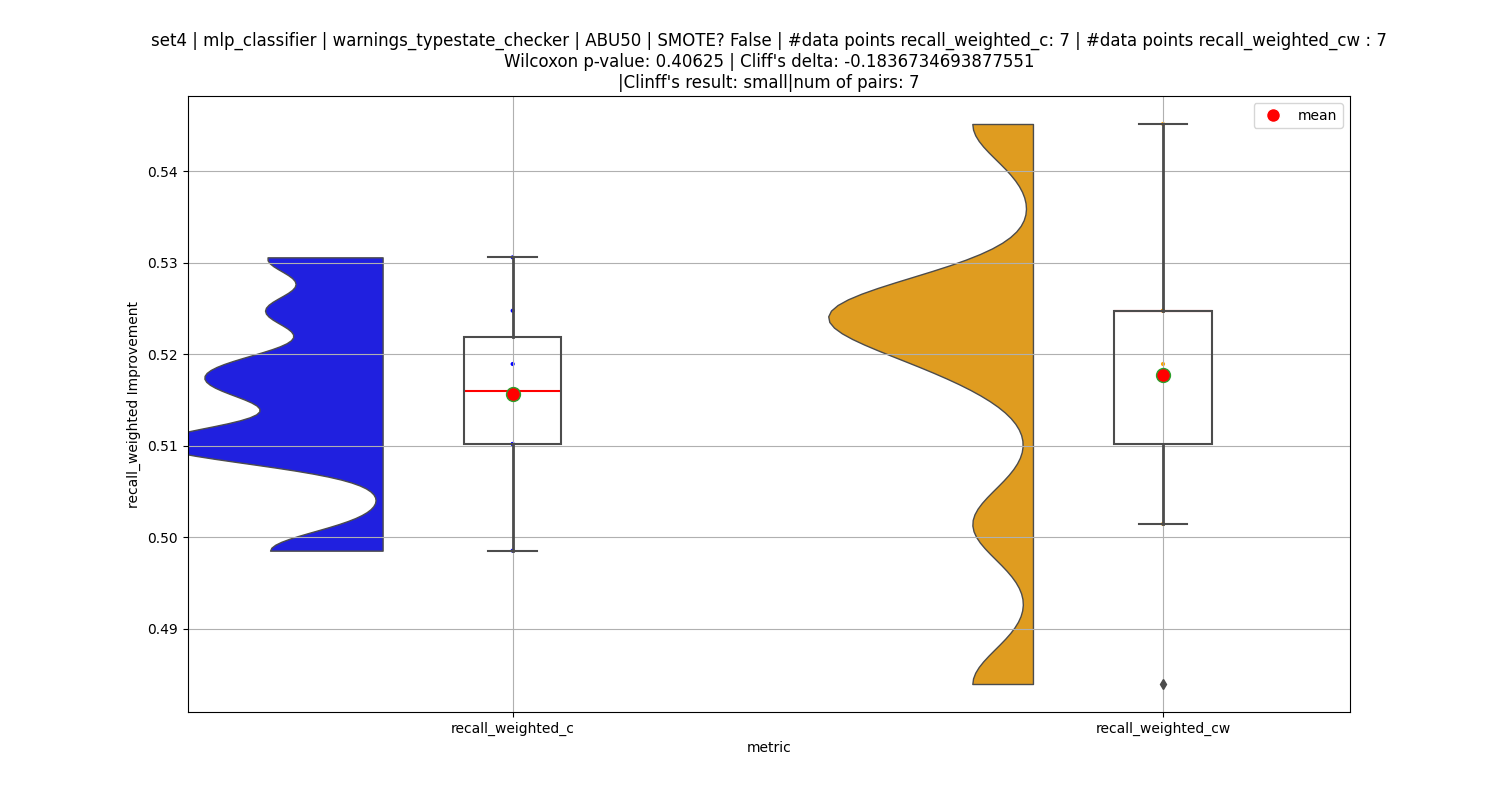 set4 | mlp_classifier | warnings_typestate_checker | ABU50 | SMOTE? False | #data points recall_weighted_c: 7 | #data points recall_weighted_cw : 7
Wilcoxon p-value: 0.40625 | Cliff's delta: -0.1836734693877551
|Clinff's result: small|num of pairs: 7
mean
0.54
0.53
0.52
0.51
0.50
0.49
recall_weighted Improvement
recall_weighted_c
recall_weighted_cw
metric